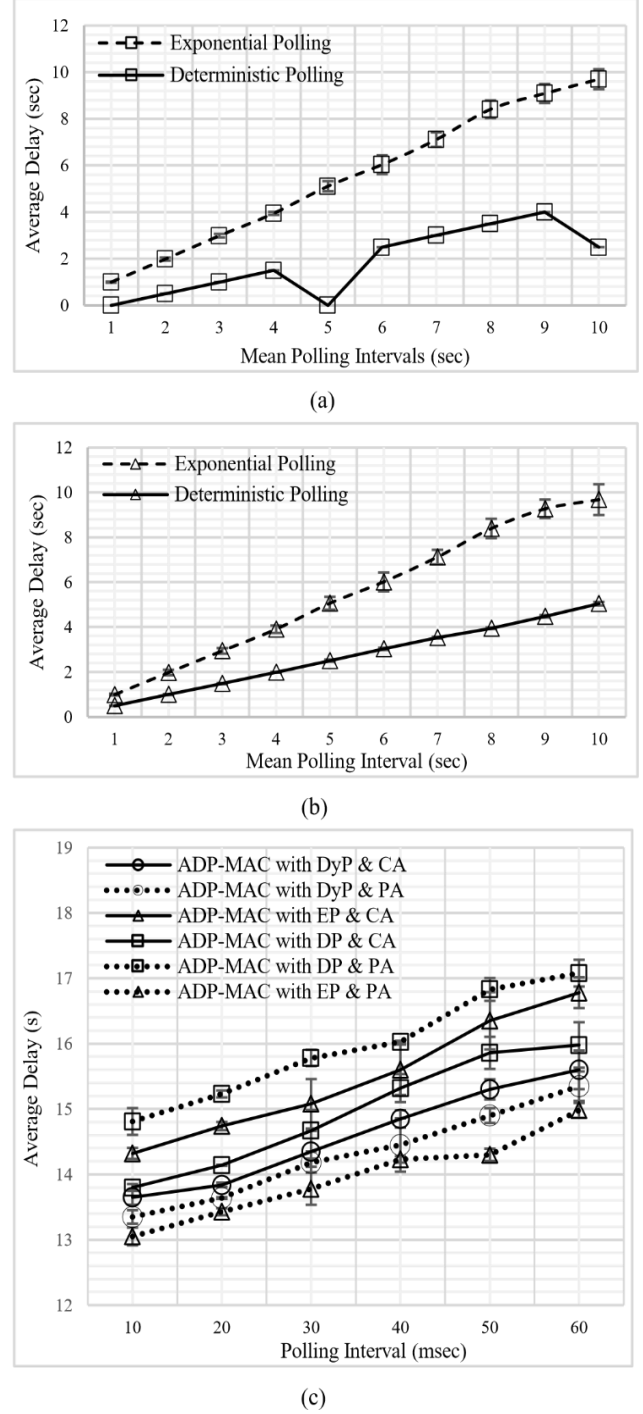 12
10
8
6
4
2
0
Average Delay (sec)
Exponential Polling
Deterministic Polling
1 2 3 4 5 6 7 8 9 10
Mean Polling Intervals (sec)
(a)
12
10
8
6
4
2
0
Average Delay (sec)
Exponential Polling
Deterministic Polling
1 2 3 4 5 6 7 8 9 10
Mean Polling Interval (sec)
(b)
19
18
17
16
15
14
13
12
Average Delay (s)
ADP-MAC with DyP & CA
ADP-MAC with DyP & PA
ADP-MAC with EP & CA
ADP-MAC with DP & CA
ADP-MAC with DP & PA
ADP-MAC with EP & PA
10 20 30 40 50 60
Polling Interval (msec)
(c)